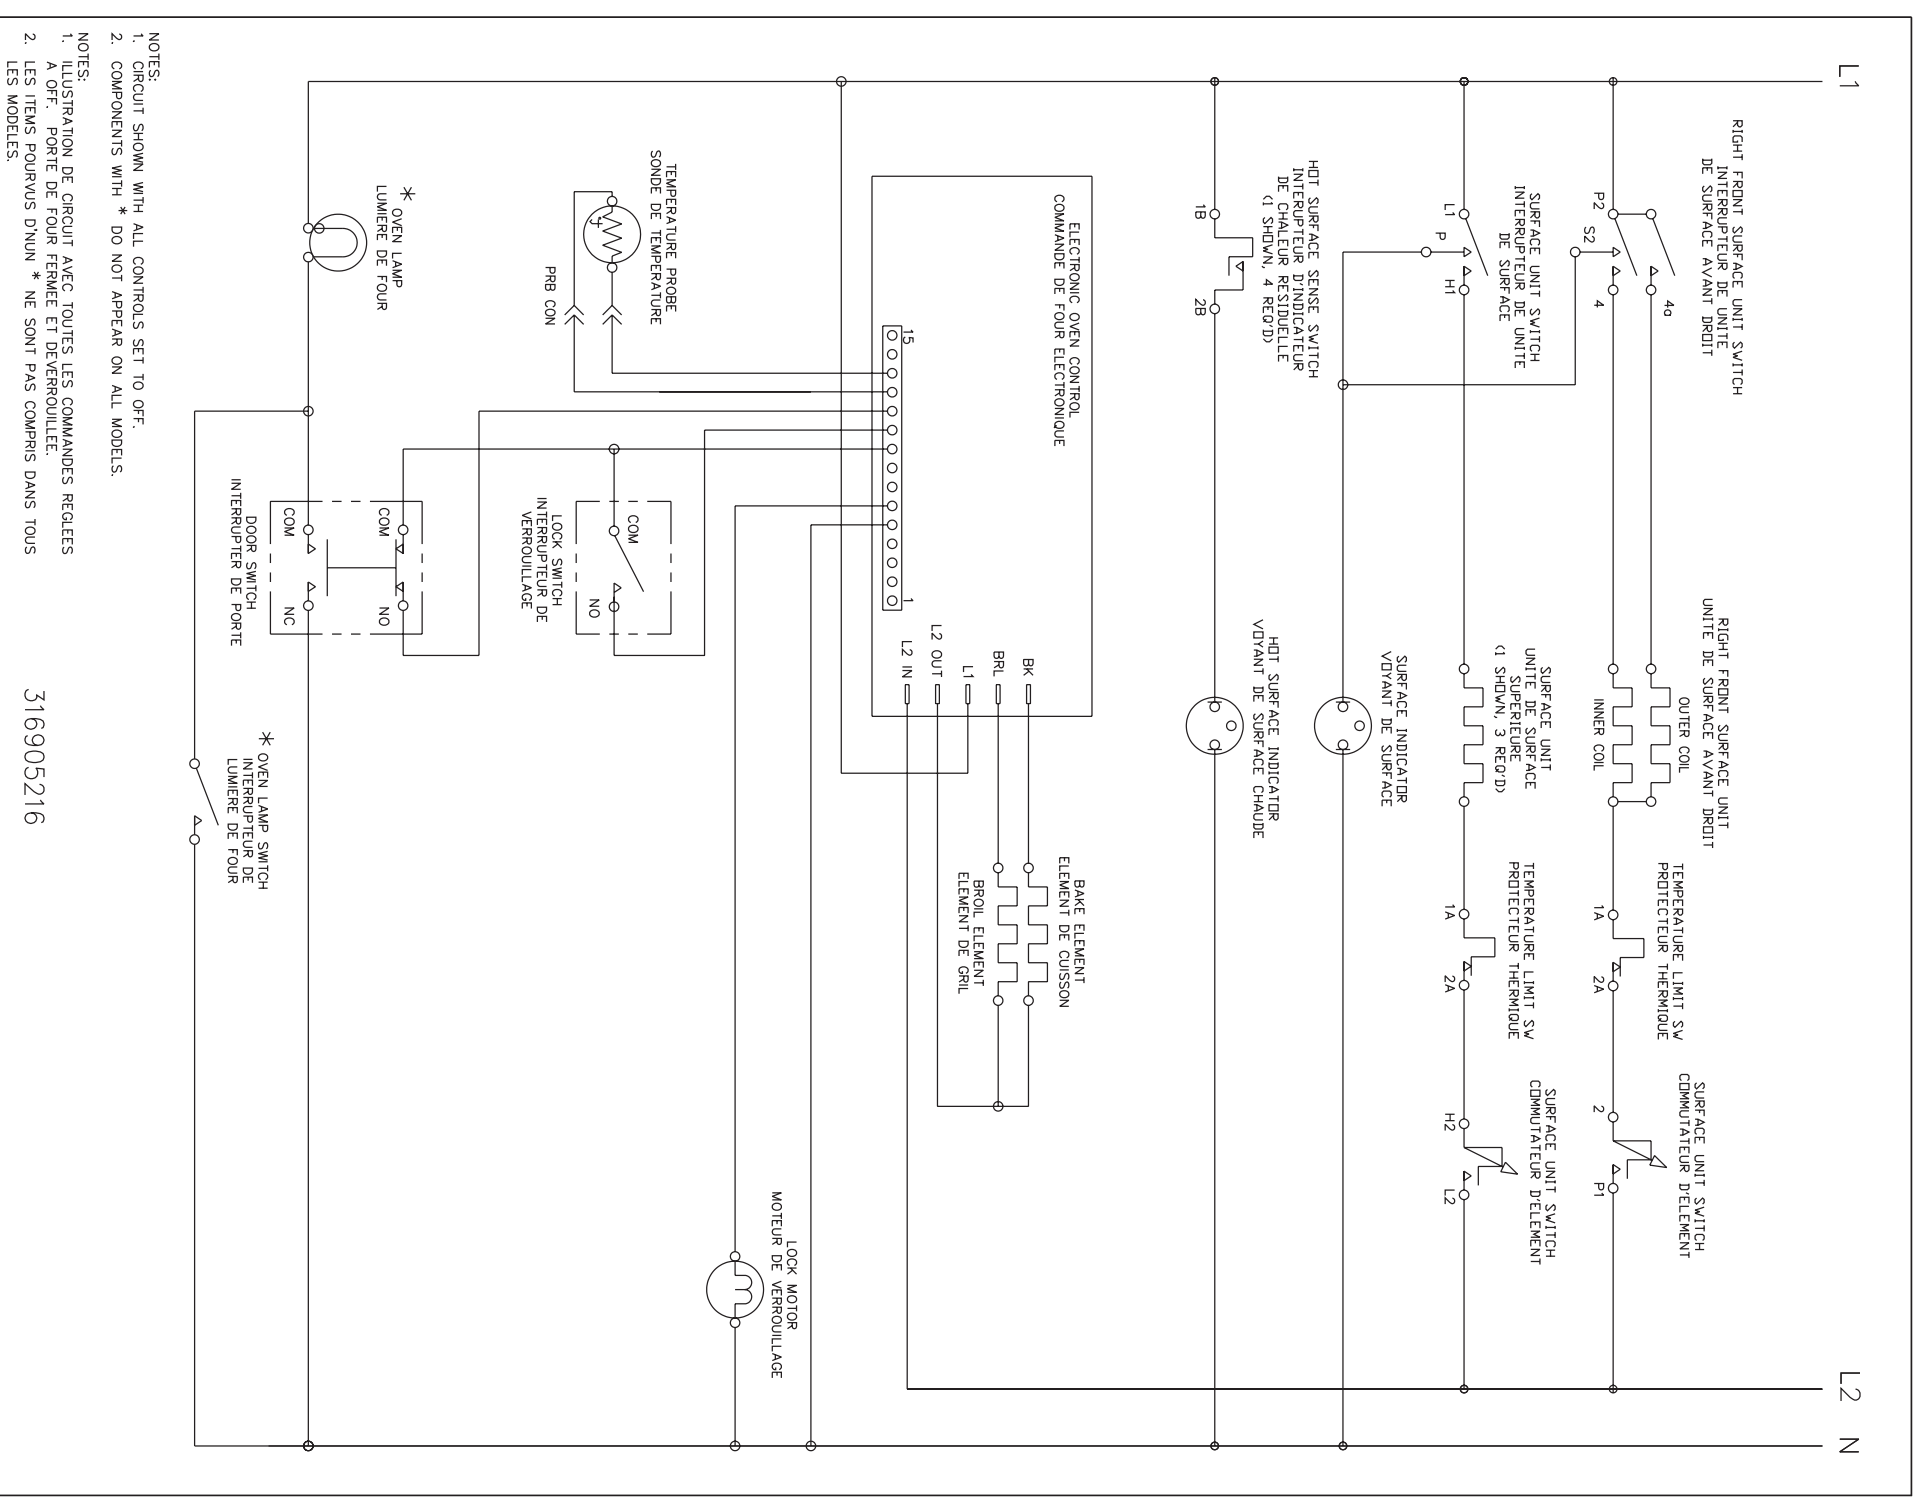 L1
L2
N
RIGHT FRONT SURFACE UNIT SWITCH
INTERRUPTEUR DE UNITE
DE SURFACE AVANT DROIT
P2
S2
4
4a
RIGHT FRONT SURFACE UNIT
UNITE DE SURFACE AVANT DROIT
OUTER COIL
INNER COIL
TEMPERATURE LIMIT SW
PROTECTEUR THERMIQUE
1A
2A
SURFACE UNIT SWITCH
COMMUTATEUR D'ELEMENT
2
P1
SURFACE UNIT SWITCH
INTERRUPTEUR DE UNITE
DE SURFACE
L1
P
H1
SURFACE UNIT
UNITE DE SURFACE
SUPERIEURE
(1 SHOWN, 3 REQ'D)
TEMPERATURE LIMIT SW
PROTECTEUR THERMIQUE
1A
2A
SURFACE UNIT SWITCH
COMMUTATEUR D'ELEMENT
H2
L2
SURFACE INDICATOR
VOYANT DE SURFACE
HOT SURFACE SENSE SWITCH
INTERUPTEUR D'INDICATEUR
DE CHALEUR RESIDUELLE
(1 SHOWN, 4 REQ'D)
1B
2B
HOT SURFACE INDICATOR
VOYANT DE SURFACE CHAUDE
ELECTRONIC OVEN CONTROL
COMMANDE DE FOUR ELECTRONIQUE
15
1
BK
BRL
L1
L2 OUT
L2 IN
BAKE ELEMENT
ELEMENT DE CUISSON
BROIL ELEMENT
ELEMENT DE GRIL
TEMPERATURE PROBE
SONDE DE TEMPERATURE
PRB CON
LOCK MOTOR
MOTEUR DE VERROUILLAGE
COM
NO
LOCK SWITCH
INTERRUPTEUR DE
VERROUILLAGE
* OVEN LAMP
LUMIERE DE FOUR
COM
NO
COM
NC
DOOR SWITCH
INTERRUPTER DE PORTE
* OVEN LAMP SWITCH
INTERRUPTEUR DE
LUMIERE DE FOUR
NOTES:
1. CIRCUIT SHOWN WITH ALL CONTROLS SET TO OFF.
2. COMPONENTS WITH * DO NOT APPEAR ON ALL MODELS.
NOTES:
1. ILLUSTRATION DE CIRCUIT AVEC TOUTES LES COMMANDES REGLEES
A OFF. PORTE DE FOUR FERMEE ET DEVERROUILLEE.
2. LES ITEMS POURVUS D'NUN * NE SONT PAS COMPRIS DANS TOUS
LES MODELES.
316905216